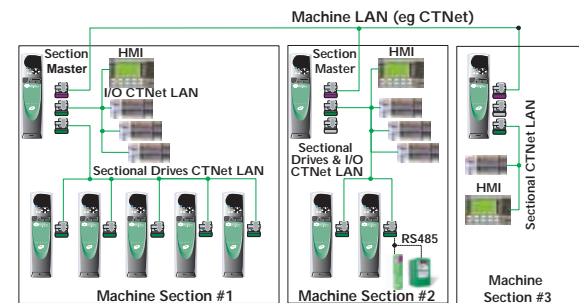 Machine LAN (eg CTNet)
Section
Master
HMI
I/O CTNet LAN
Sectional Drives CTNet LAN
Machine Section #1
Section
Master
HMI
Sectional
Drives & I/O
CTNet LAN
RS485
Machine Section #2
HMI
Sectional CTNet LAN
Machine
Section #3